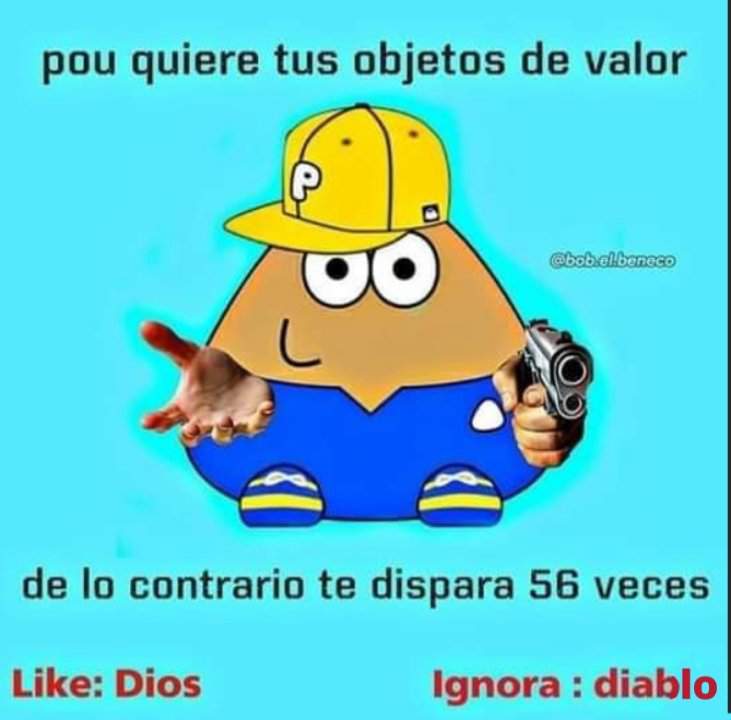 pou quiere tus objetos de valor
P
@bob.el.beneco
de lo contrario te dispara 56 veces
Like: Dios
Ignora : diablo